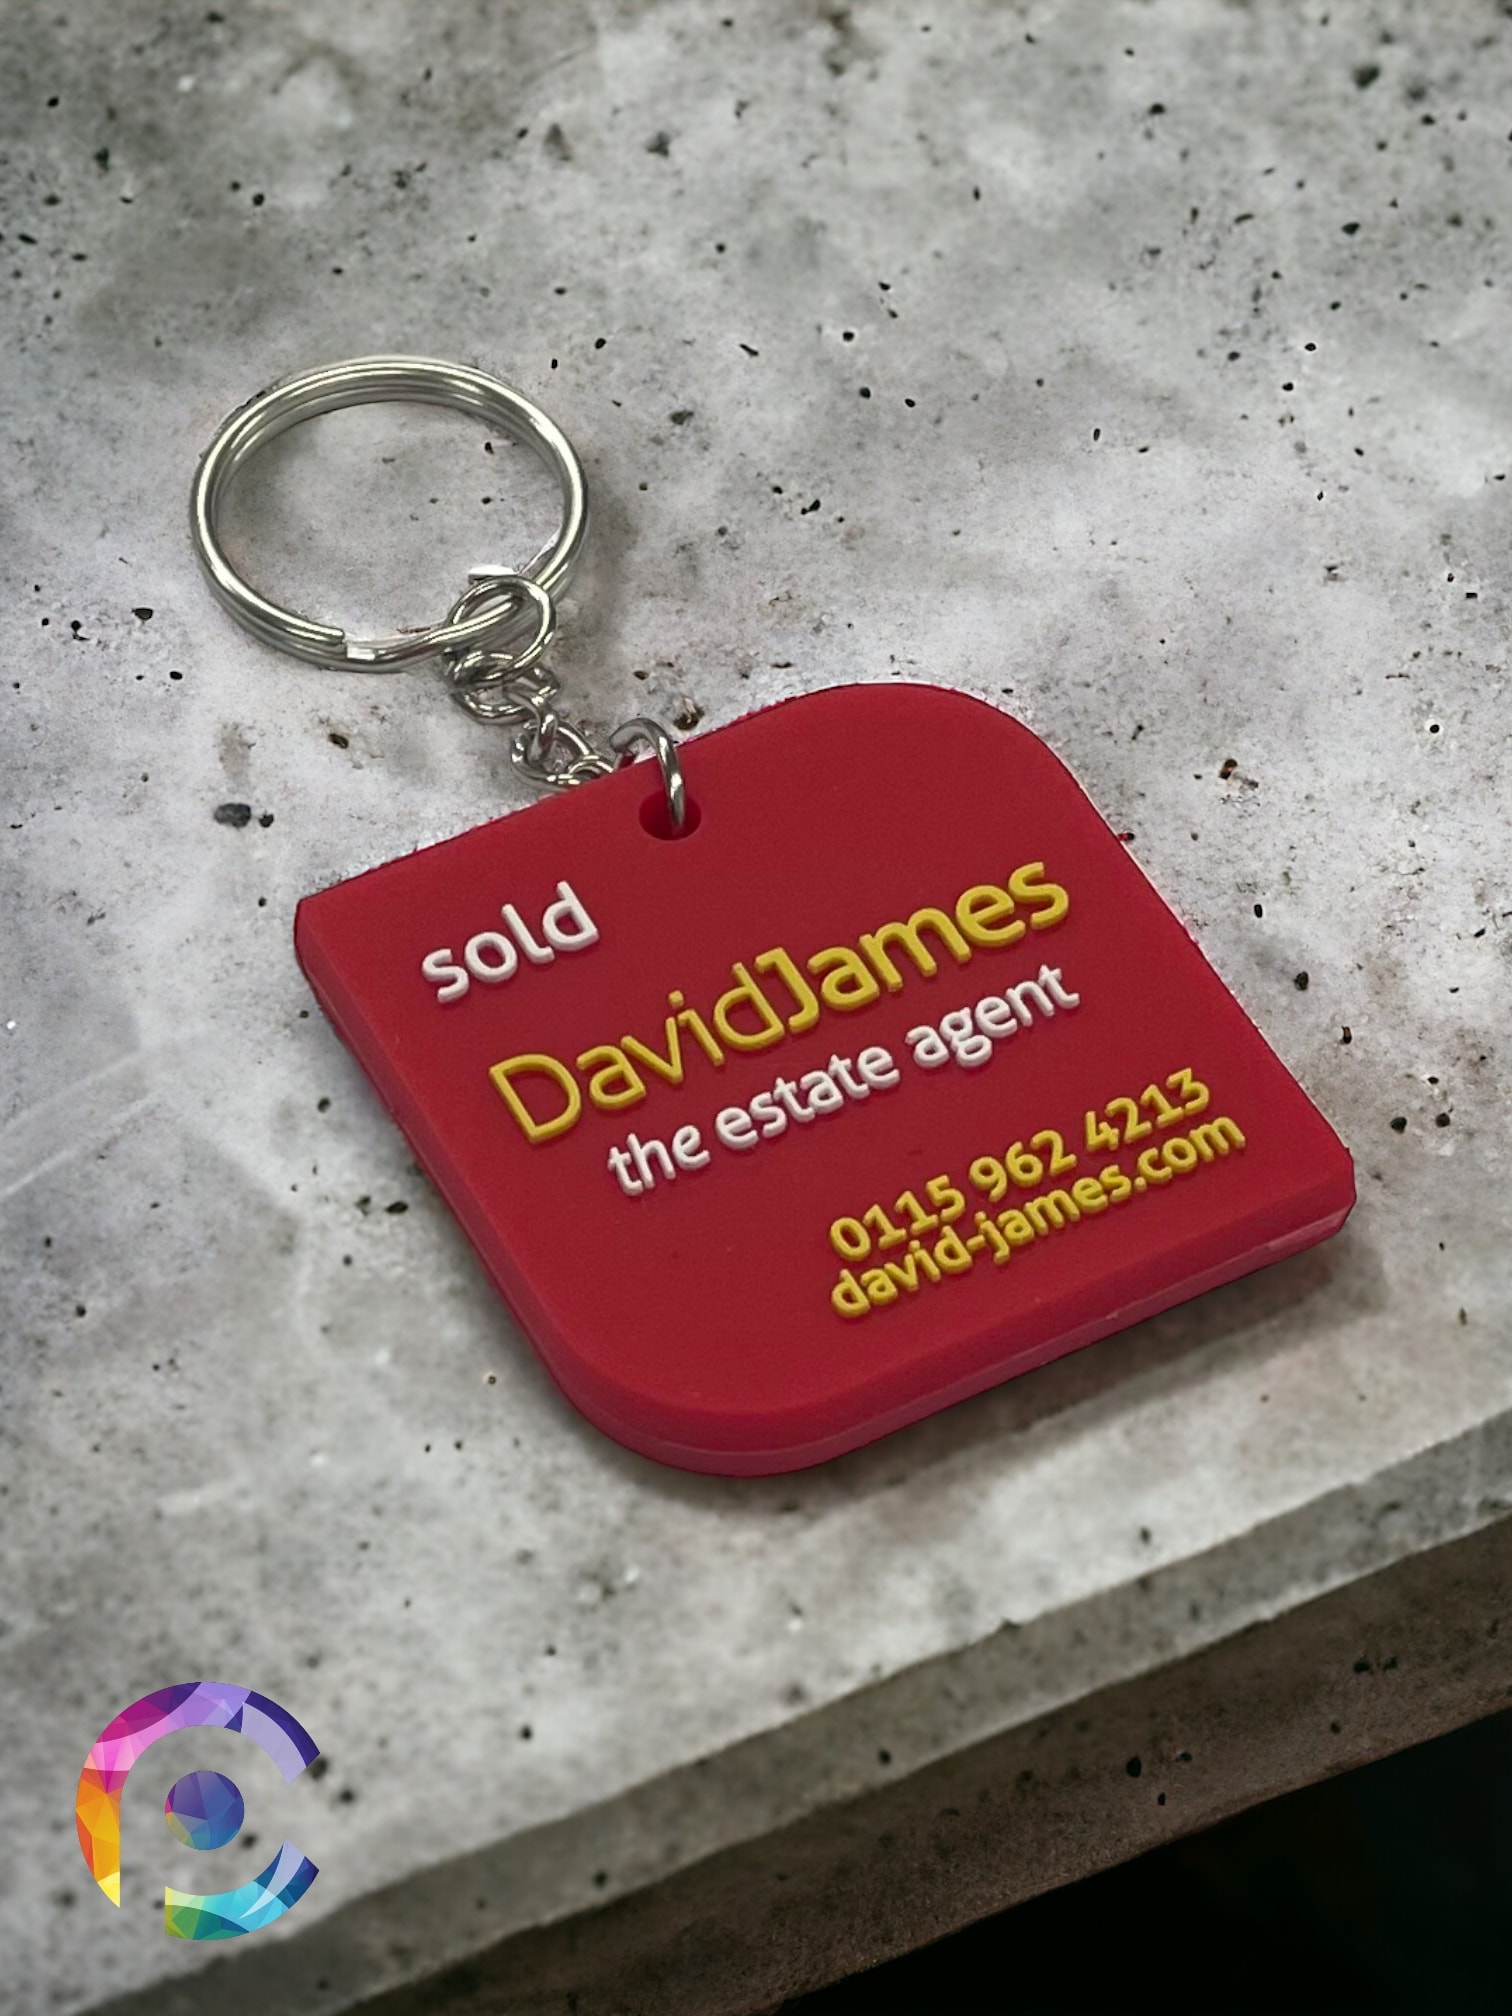 sold
DavidJames
the estate agent
0115 962 4213
david-james.com